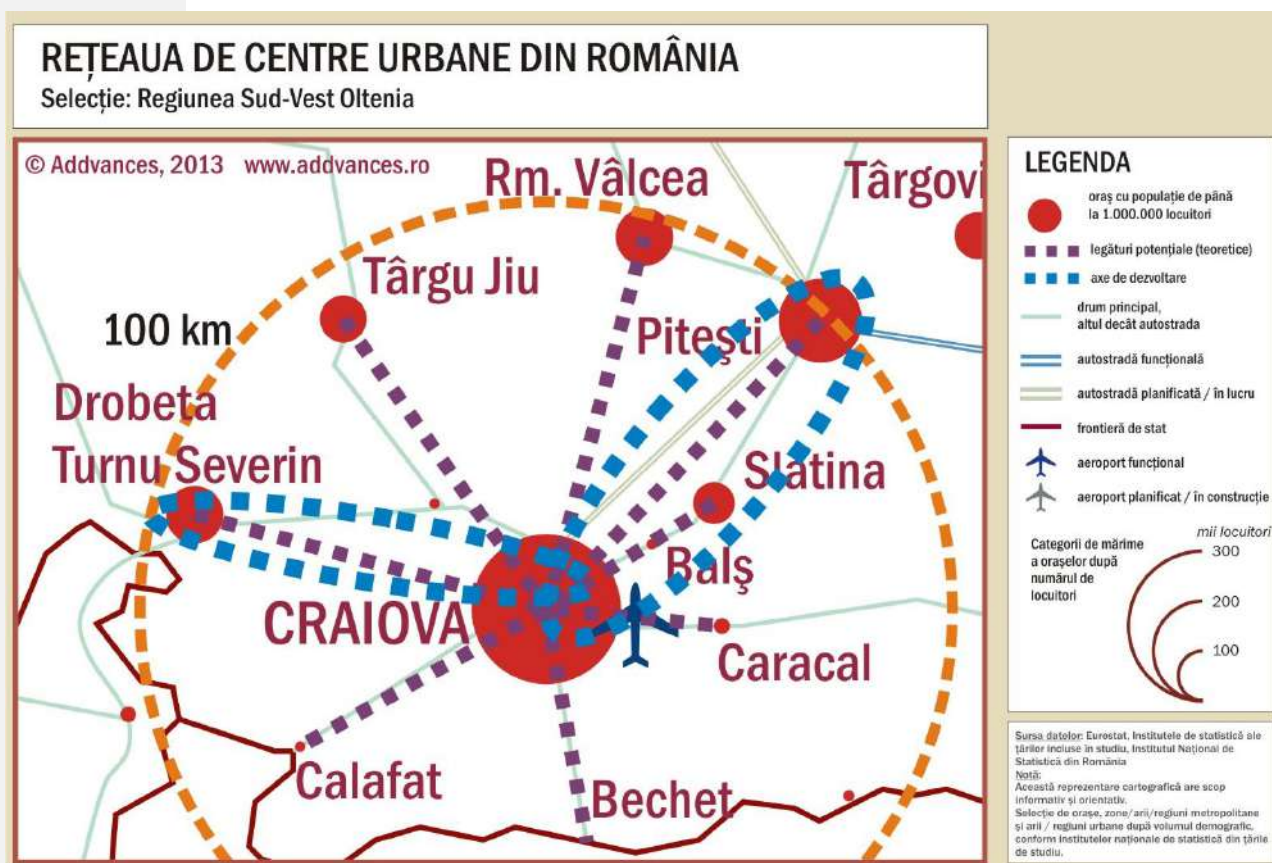 REȚEAUA DE CENTRE URBANE DIN ROMÂNIA
Selecție: Regiunea Sud-Vest Oltenia
© Addvances, 2013 www.addvances.ro
Rm. Vâlcea
Târgovi
Târgu Jiu
100 km
Pitești
Drobeta
Turnu Severin
Slatina
Balș
CRAIOVA
Caracal
Calafat
Bechet
LEGENDA
oraș cu populație de până
la 1.000.000 locuitori
legături potențiale (teoretice)
axe de dezvoltare
drum principal,
altul decât autostrada
autostradă funcțională
autostradă planificată / în lucru
frontieră de stat
aeroport funcțional
aeroport planificat / în construcție
mii locuitori
Categorii de mărime
a orașelor după
numărul de
locuitori
300
200
100
Sursa datelor: Eurostat, Institutele de statistică ale
țărilor incluse în studiu, Institutul Național de
Statistică din România
Notă:
Această reprezentare cartografică are scop
informativ și orientativ.
Selecție de orașe, zone/arii/regiuni metropolitane
și arii / regiuni urbane după volumul demografic,
conform institutelor naționale de statistică din țările
de studiu.